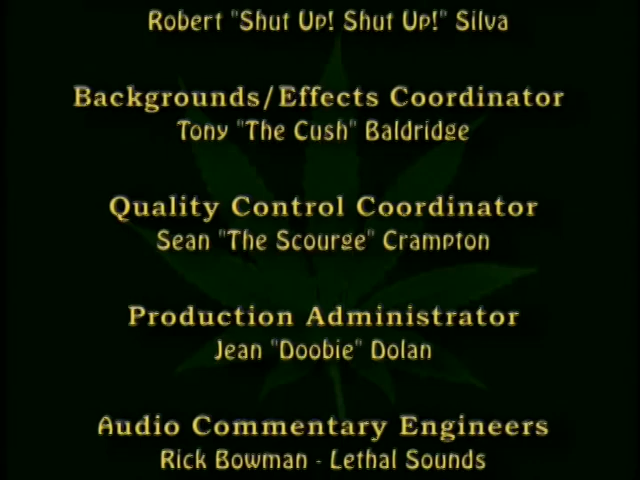 Robert "Shut Up! Shut Up!" Silva
Backgrounds/Effects Coordinator
Tony "The Cush" Baldridge
Quality Control Coordinator
Sean "The Scourge" Crampton
Production Administrator
Jean "Doobie" Dolan
Audio Commentary Engineers
Rick Bowman - Lethal Sounds